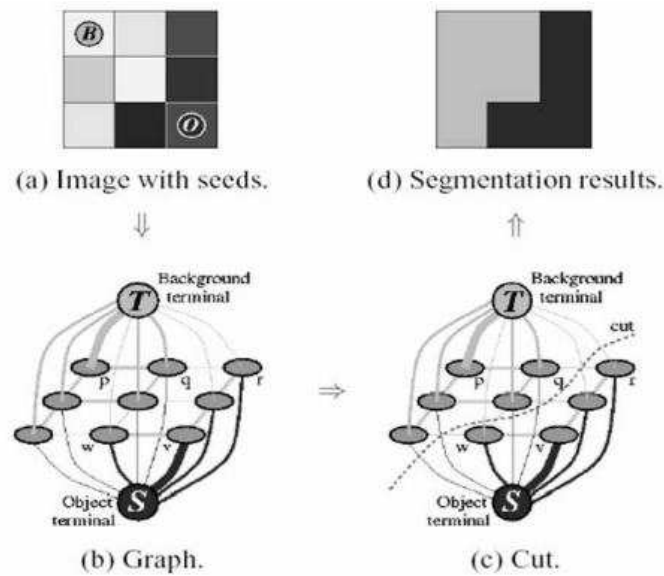 B
O
(a) Image with seeds.
(d) Segmentation results.
Background
terminal
T
p
q
r
w
v
Object
terminal
S
(b) Graph.
Background
terminal
T
cut
p
q
r
w
v
Object
terminal
S
(c) Cut.